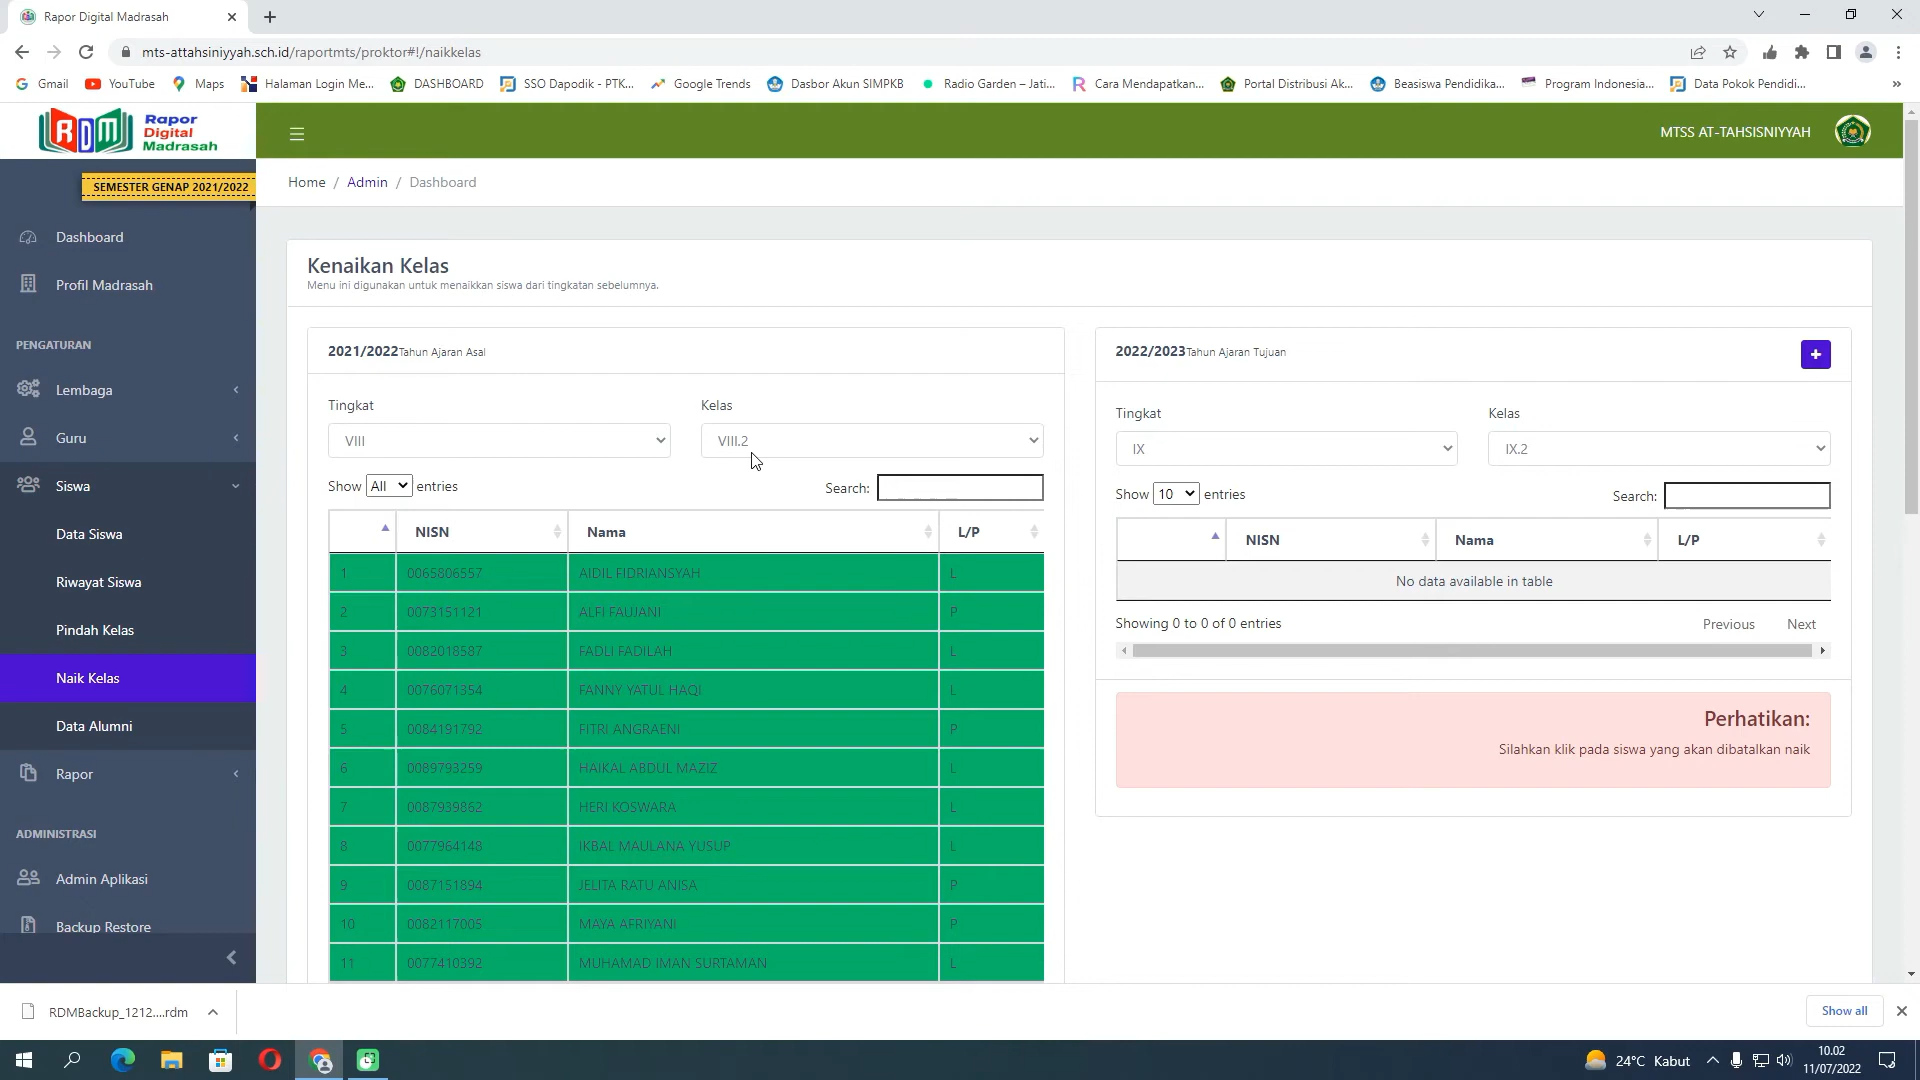 Rapor Digital Madrasah
mts-attahsiniyyah.sch.id/raportmts/proktor#!/naikkelas
Gmail
YouTube
Maps
Halaman Login Me...
DASHBOARD
SSO Dapodik - PTK...
Google Trends
Dasbor Akun SIMPKB
Radio Garden – Jati...
Cara Mendapatkan...
Portal Distribusi Ak...
Beasiswa Pendidika...
Program Indonesia...
Data Pokok Pendidi...
RDM
Rapor
Digital
Madrasah
MTSS AT-TAHSISNIYYAH
SEMESTER GENAP 2021/2022
Home / Admin / Dashboard
Dashboard
Profil Madrasah
PENGATURAN
Lembaga
Guru
Siswa
Data Siswa
Riwayat Siswa
Pindah Kelas
Naik Kelas
Data Alumni
Rapor
ADMINISTRASI
Admin Aplikasi
Backup Restore
Kenaikan Kelas
Menu ini digunakan untuk menaikkan siswa dari tingkatan sebelumnya.
2021/2022 Tahun Ajaran Asal
Tingkat Kelas
VIII VIII.2
Show All entries Search:
NISN Nama L/P
1 0065806557 AIDIL FIDRIANSYAH L
2 0073151121 ALFI FAUJANI P
3 0082018587 FADLI FADILAH L
4 0076071354 FANNY YATUL HAQI L
5 0084191792 FITRI ANGRAENI P
6 0089793259 HAIKAL ABDUL MAZIZ L
7 0087939862 HERI KOSWARA L
8 0077964148 IKBAL MAULANA YUSUP L
9 0087151894 JELITA RATU ANISA P
10 0082117005 MAYA AFRIYANI P
11 0077410392 MUHAMAD IMAN SURTAMAN L
2022/2023 Tahun Ajaran Tujuan
+
Tingkat Kelas
IX IX.2
Show 10 entries Search:
NISN Nama L/P
No data available in table
Showing 0 to 0 of 0 entries Previous Next
Perhatikan:
Silahkan klik pada siswa yang akan dibatalkan naik
RDMBackup_1212....rdm
Show all
24°C Kabut
10.02
11/07/2022